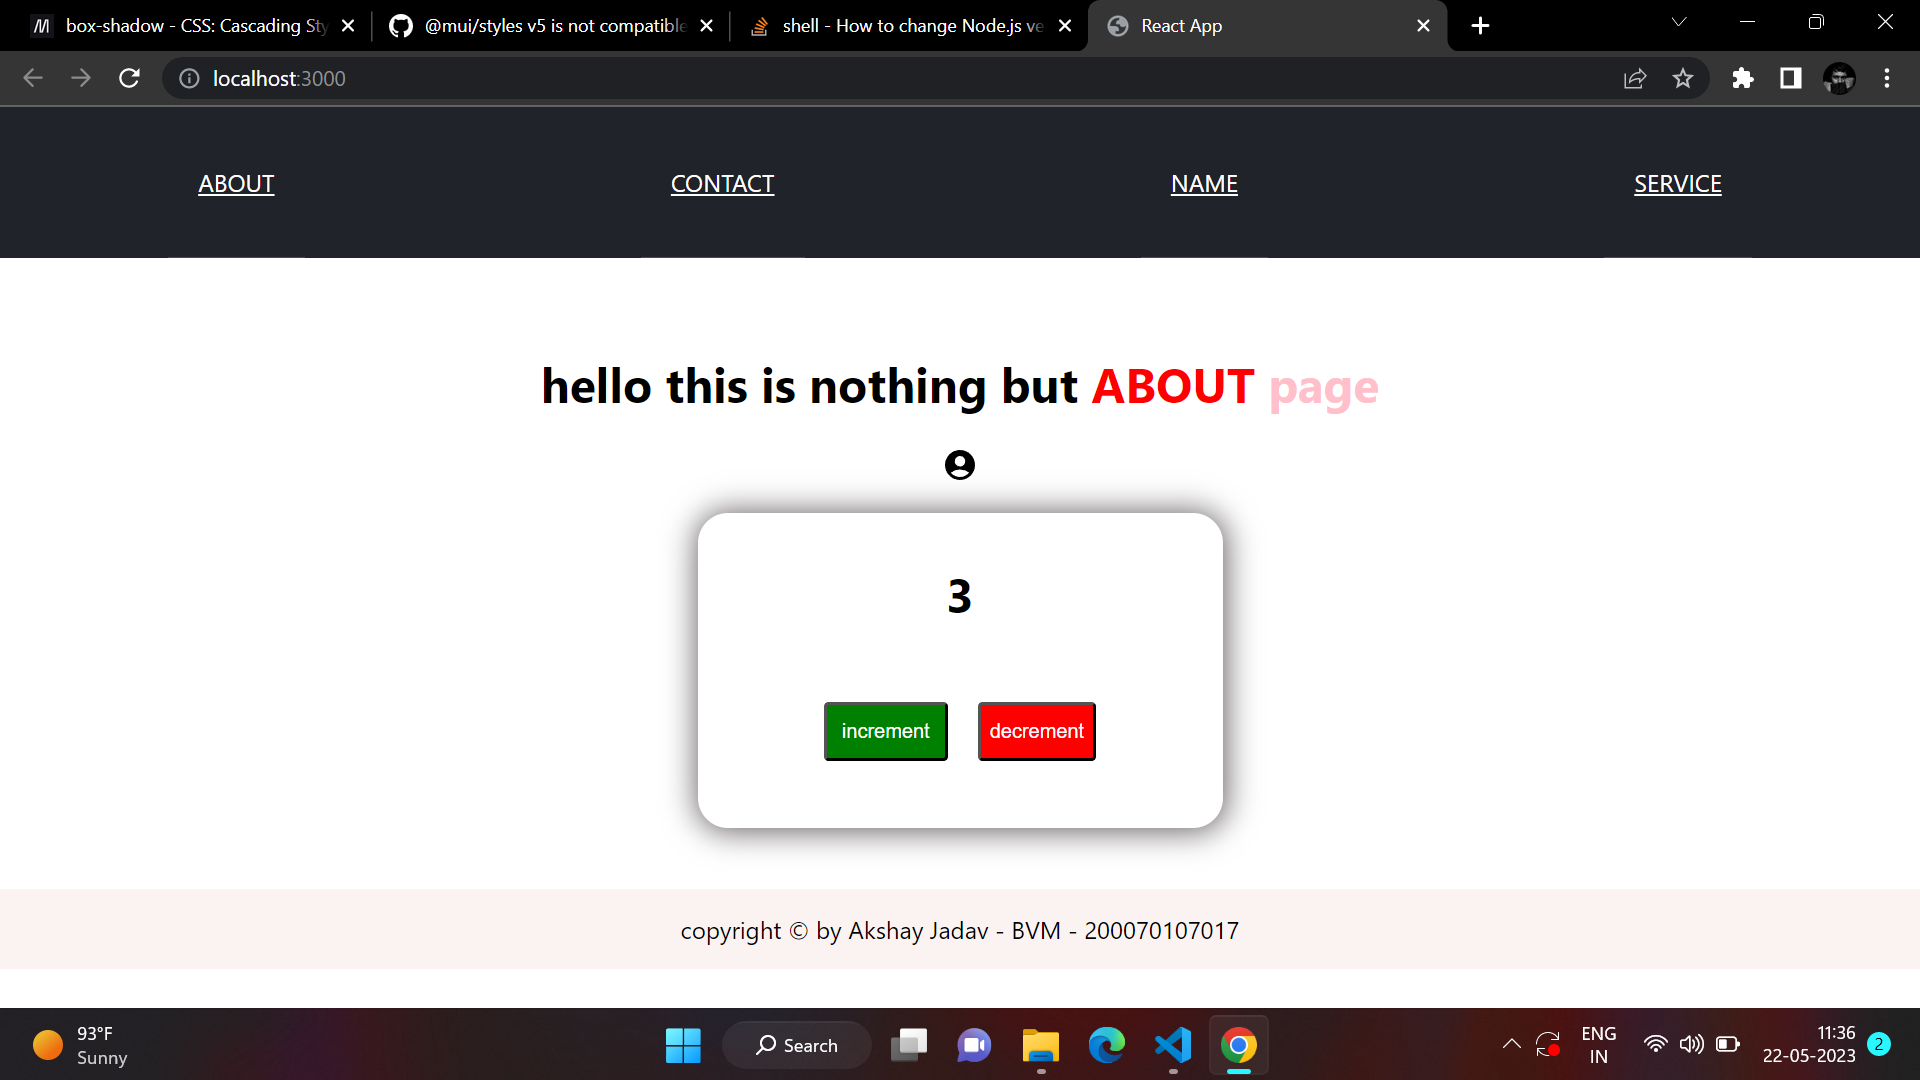 box-shadow - CSS: Cascading Sty
@mui/styles v5 is not compatible
shell - How to change Node.js ve
React App
localhost:3000
ABOUT CONTACT NAME SERVICE
hello this is nothing but ABOUT page
3
increment decrement
copyright © by Akshay Jadav - BVM - 200070107017
93°F
Sunny
Search
ENG
IN
11:36
22-05-2023
2